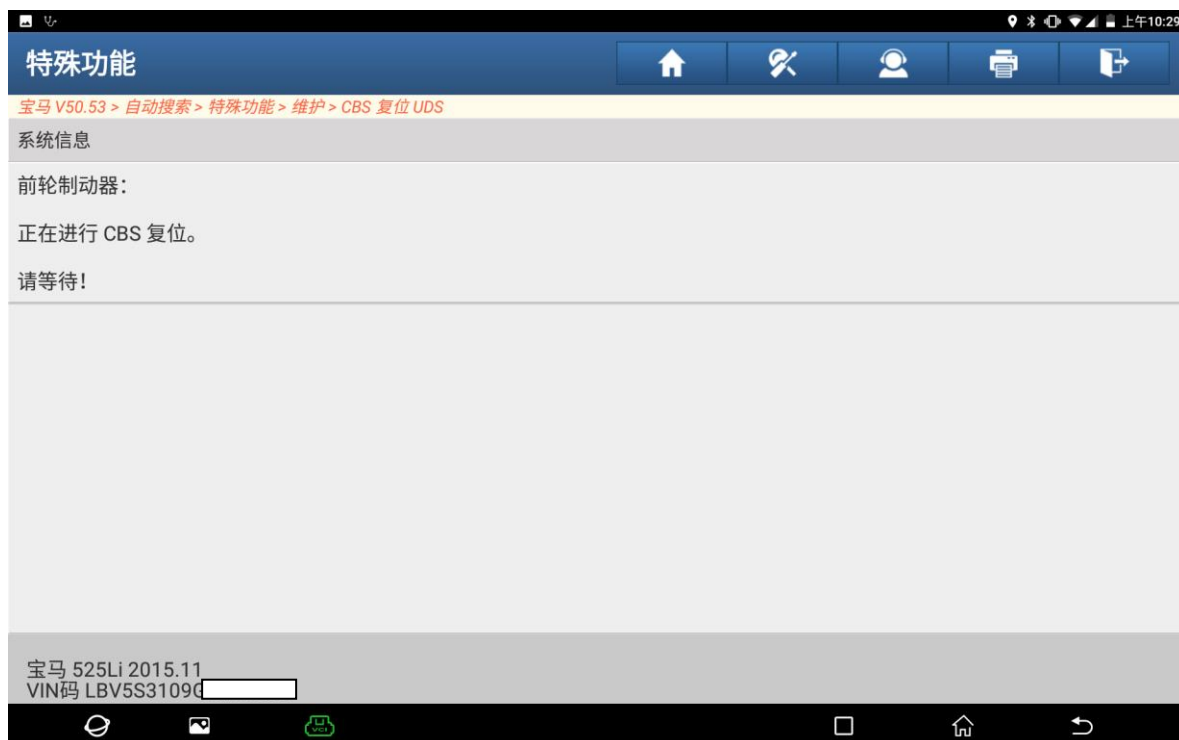 上午10:29
特殊功能
宝马 V50.53 > 自动搜索 > 特殊功能 > 维护 > CBS 复位 UDS
系统信息
前轮制动器：
正在进行 CBS 复位。
请等待！
宝马 525Li 2015.11
VIN码 LBV5S3109G
VCI